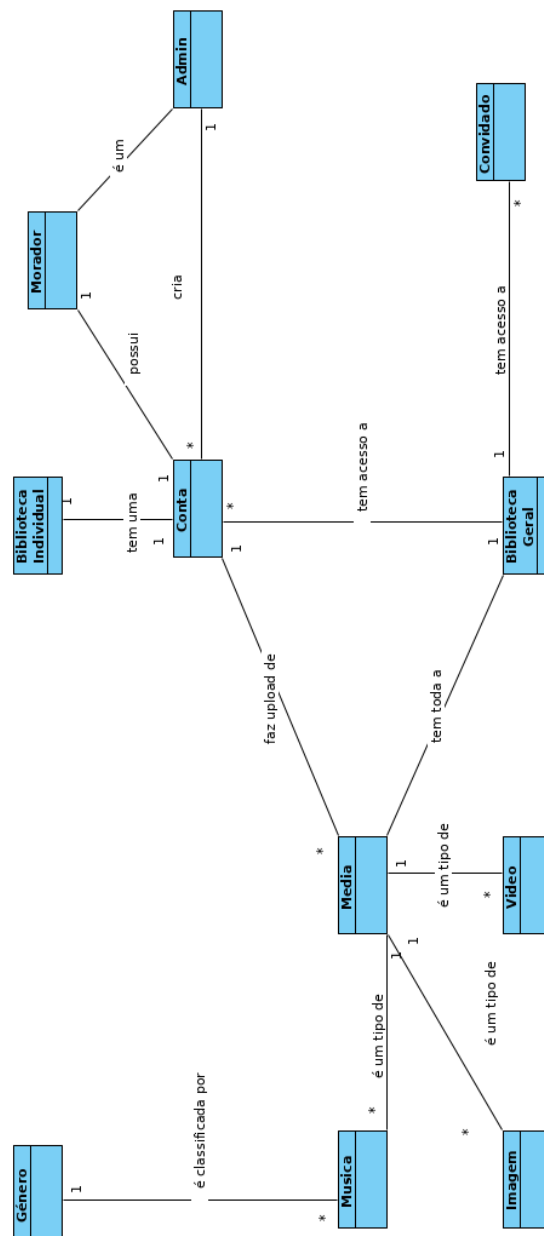 Género
Biblioteca
Individual
Morador
1
1
1
é um
tem uma
possui
1
1
Conta
*
cria
Admin
é classificada por
1
*
1
faz upload de
*
*
Musica
Media
tem acesso a
*
é um tipo de
1
1
1
tem toda a
é um tipo de
*
*
é um tipo de
1
1
tem acesso a
Convidado
*
Imagem
Video
Biblioteca
Geral